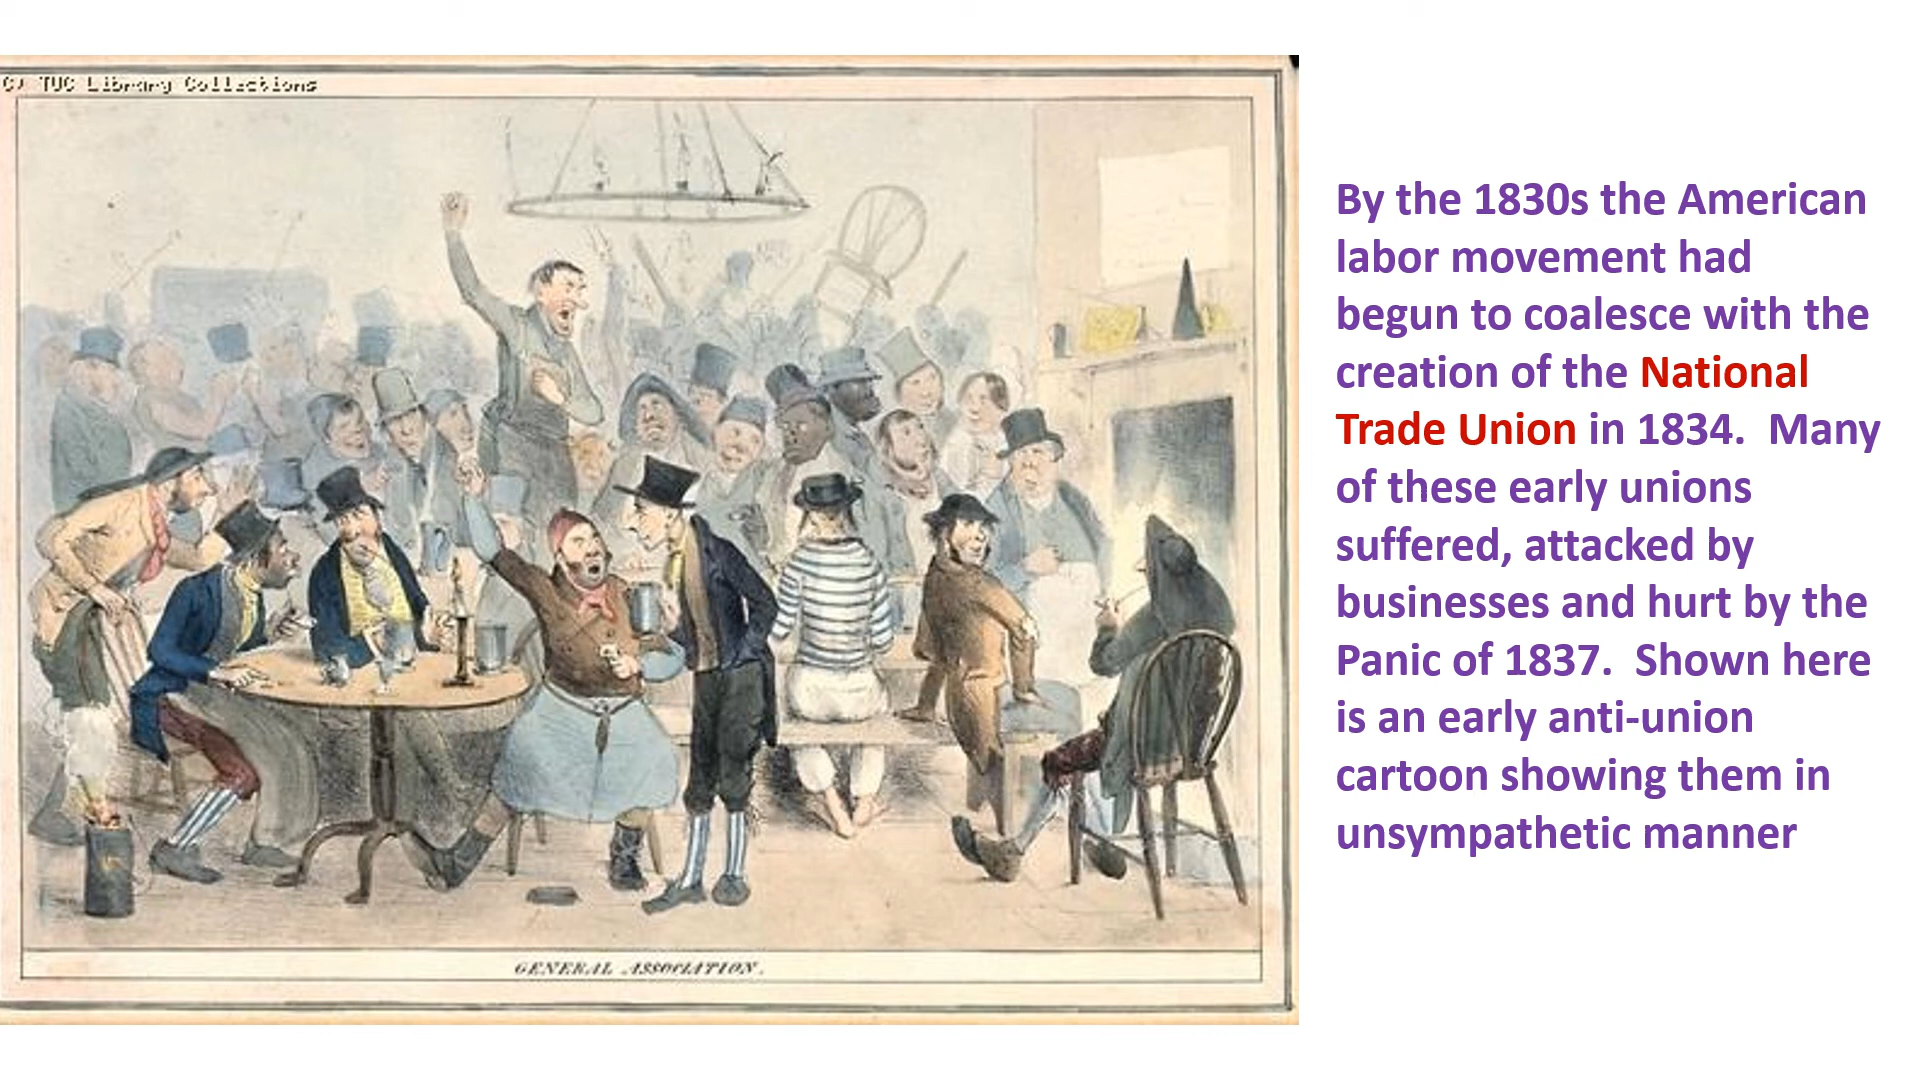 C) TUC Library Collections
GENERAL ASSOCIATION.
By the 1830s the American
labor movement had
begun to coalesce with the
creation of the National
Trade Union in 1834.  Many
of these early unions
suffered, attacked by
businesses and hurt by the
Panic of 1837.  Shown here
is an early anti-union
cartoon showing them in
unsympathetic manner